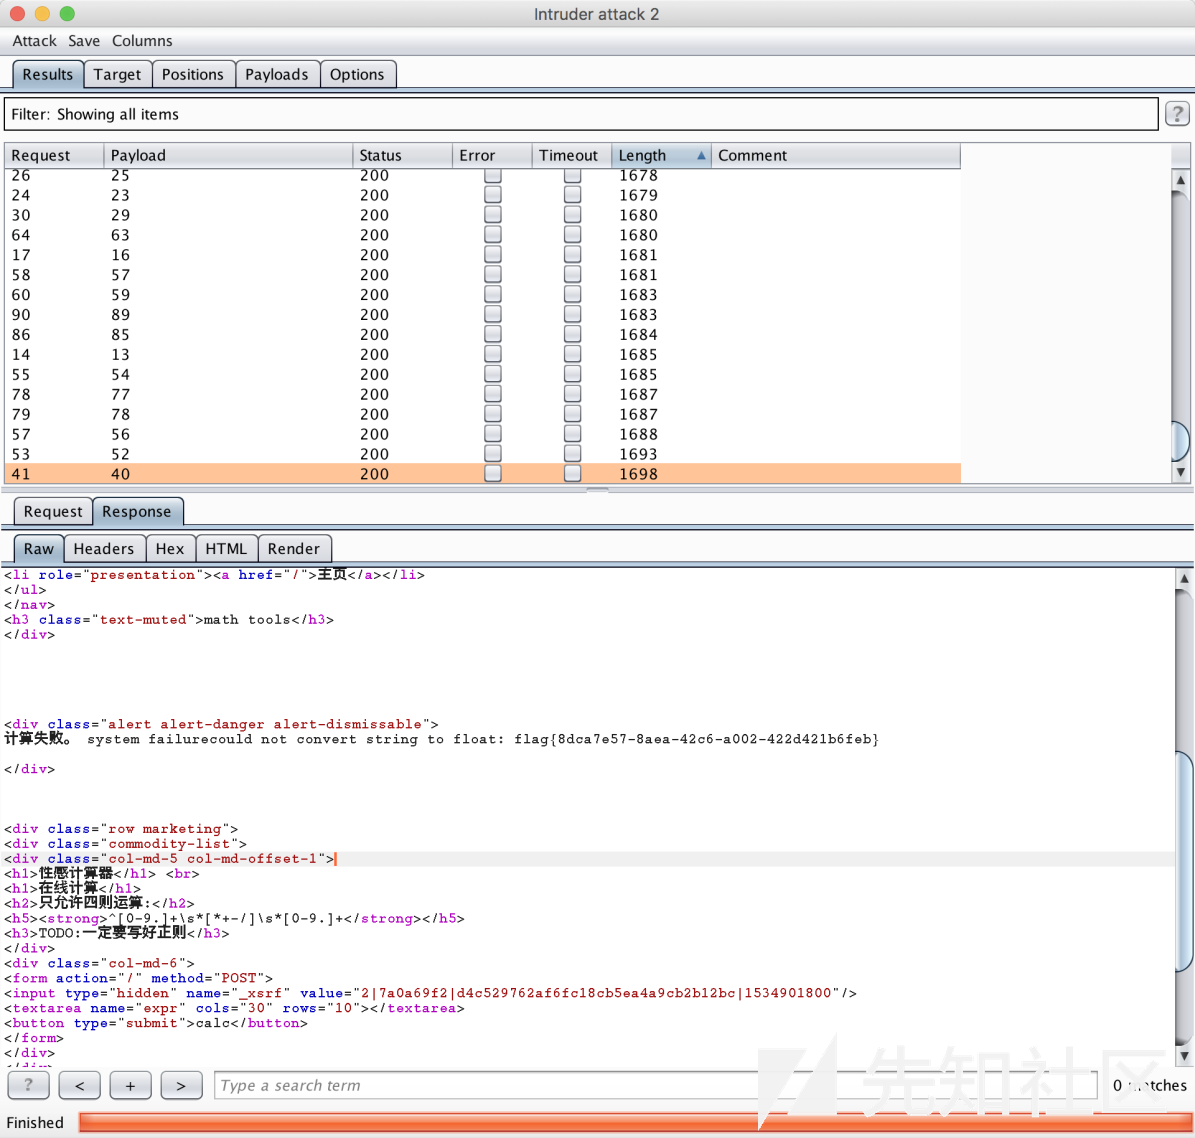 Intruder attack 2
Attack Save Columns
Results Target Positions Payloads Options
Filter: Showing all items ?
Request Payload Status Error Timeout Length Comment
26 25 200 1678
24 23 200 1679
30 29 200 1680
64 63 200 1680
17 16 200 1681
58 57 200 1681
60 59 200 1683
90 89 200 1683
86 85 200 1684
14 13 200 1685
55 54 200 1685
78 77 200 1687
79 78 200 1687
57 56 200 1688
53 52 200 1693
41 40 200 1698
Request Response
Raw Headers Hex HTML Render
<li role="presentation"><a href="/">主页</a></li>
</ul>
</nav>
<h3 class="text-muted">math tools</h3>
</div>
<div class="alert alert-danger alert-dismissable">
计算失败。 system failurecould not convert string to float: flag{8dca7e57-8aea-42c6-a002-422d421b6feb}
</div>
<div class="row marketing">
<div class="commodity-list">
<div class="col-md-5 col-md-offset-1">
<h1>性感计算器</h1> <br>
<h1>在线计算</h1>
<h2>只允许四则运算:</h2>
<h5><strong>^[0-9.]+\s*[*+-/]\s*[0-9.]+</strong></h5>
<h3>TODO:一定要写好正则</h3>
</div>
<div class="col-md-6">
<form action="/" method="POST">
<input type="hidden" name="_xsrf" value="2|7a0a69f2|d4c529762af6fc18cb5ea4a9cb2b12bc|1534901800"/>
<textarea name="expr" cols="30" rows="10"></textarea>
<button type="submit">calc</button>
</form>
</div>
? < + > Type a search term 0 matches
先知社区
Finished